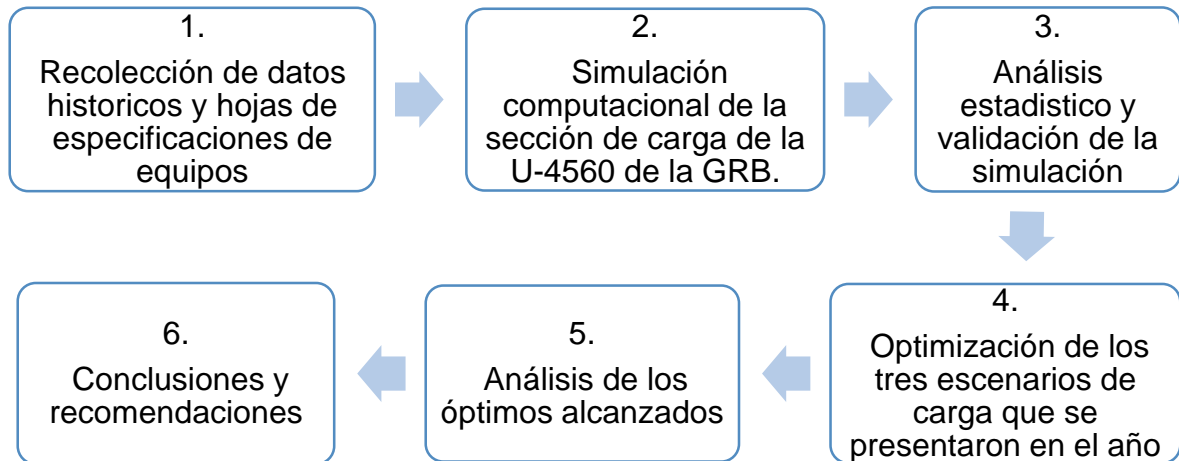 1.
Recolección de datos
historicos y hojas de
especificaciones de
equipos
2.
Simulación
computacional de la
sección de carga de la
U-4560 de la GRB.
3.
Análisis
estadistico y
validación de la
simulación
4.
Optimización de los
tres escenarios de
carga que se
presentaron en el año
5.
Análisis de los
óptimos alcanzados
6.
Conclusiones y
recomendaciones